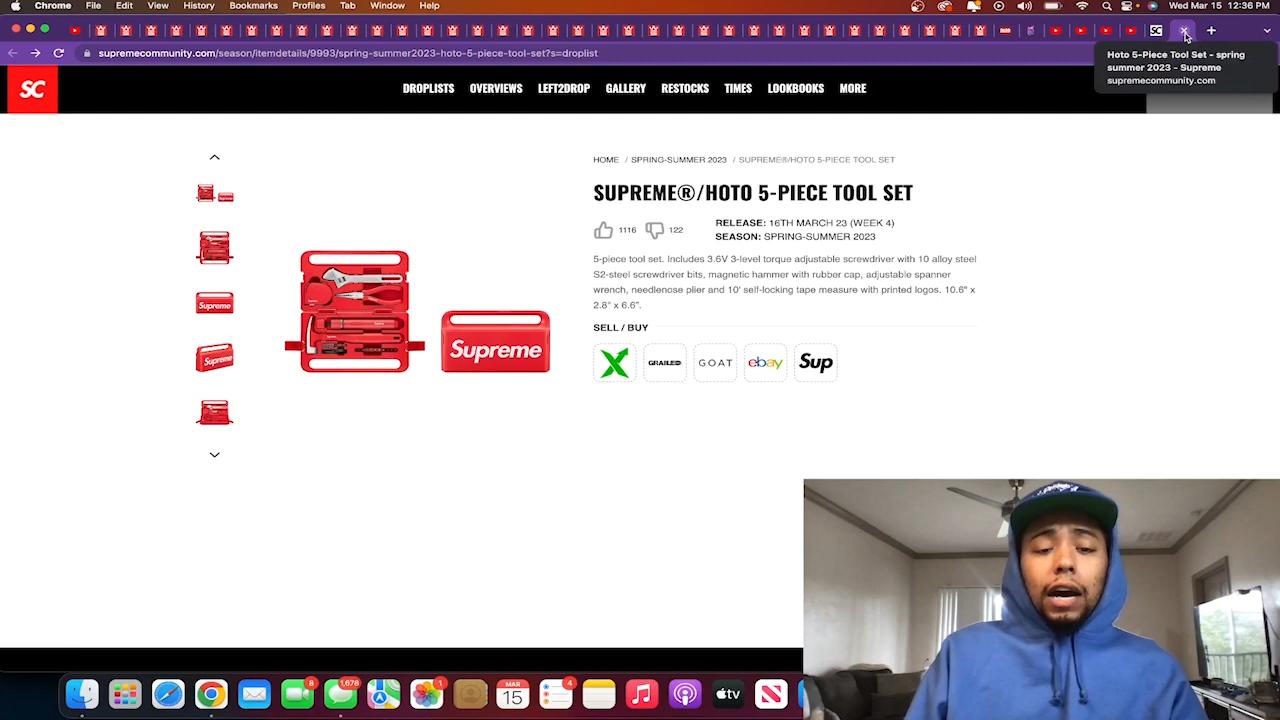 Chrome File Edit View History Bookmarks Profiles Tab Window Help
Wed Mar 15 12:36 PM
SC
supremecommunity.com/season/itemdetails/9993/spring-summer2023-hoto-5-piece-tool-set?s=droplist
Hoto 5-Piece Tool Set - spring
summer 2023 - Supreme
supremecommunity.com
SC
DROPLISTS OVERVIEWS LEFT2DROP GALLERY RESTOCKS TIMES LOOKBOOKS MORE
HOME / SPRING-SUMMER 2023 / SUPREME®/HOTO 5-PIECE TOOL SET
SUPREME®/HOTO 5-PIECE TOOL SET
1116 122
RELEASE: 16TH MARCH 23 (WEEK 4)
SEASON: SPRING-SUMMER 2023
5-piece tool set. Includes 3.6V 3-level torque adjustable screwdriver with 10 alloy steel
S2-steel screwdriver bits, magnetic hammer with rubber cap, adjustable spanner
wrench, needlenose plier and 10' self-locking tape measure with printed logos. 10.6" x
2.8" x 6.6".
SELL / BUY
X GRAILED GOAT ebay Sup
Supreme
Supreme
Supreme
8
1,678
1
MAR
15
4
tv